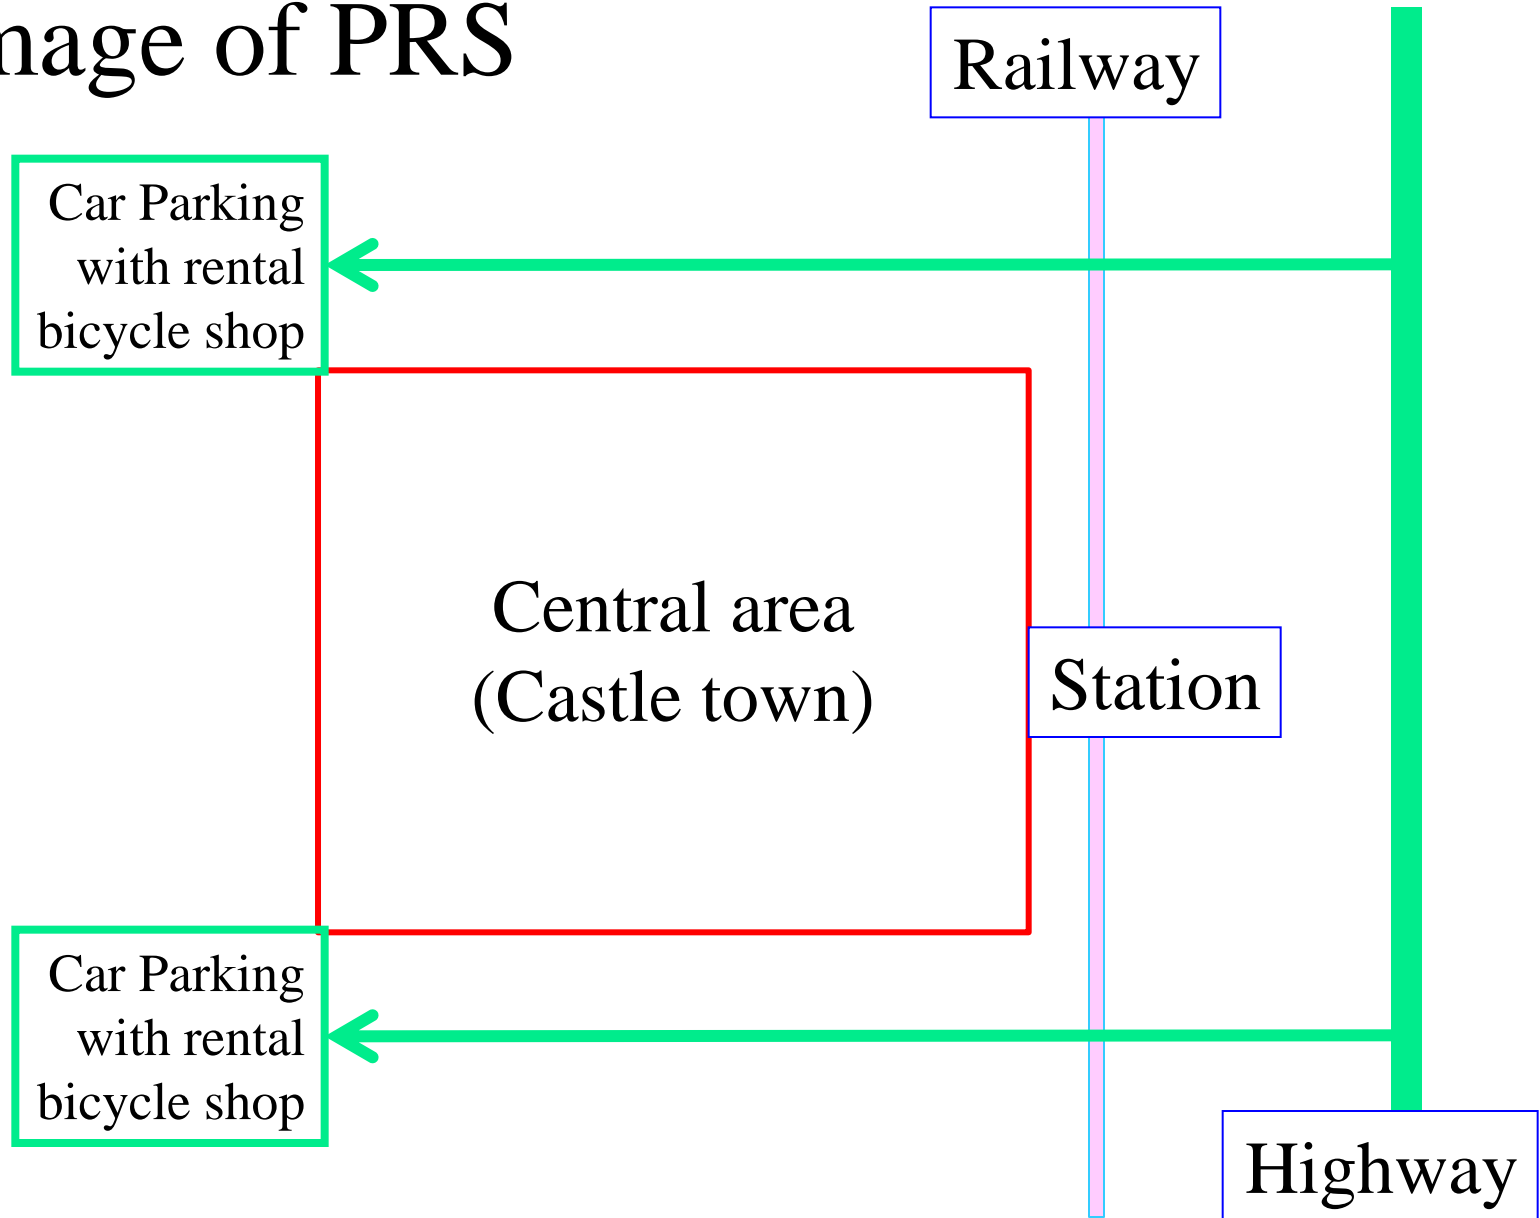 mage of PRS
Railway
Car Parking
with rental
bicycle shop
Central area
(Castle town)
Station
Car Parking
with rental
bicycle shop
Highway